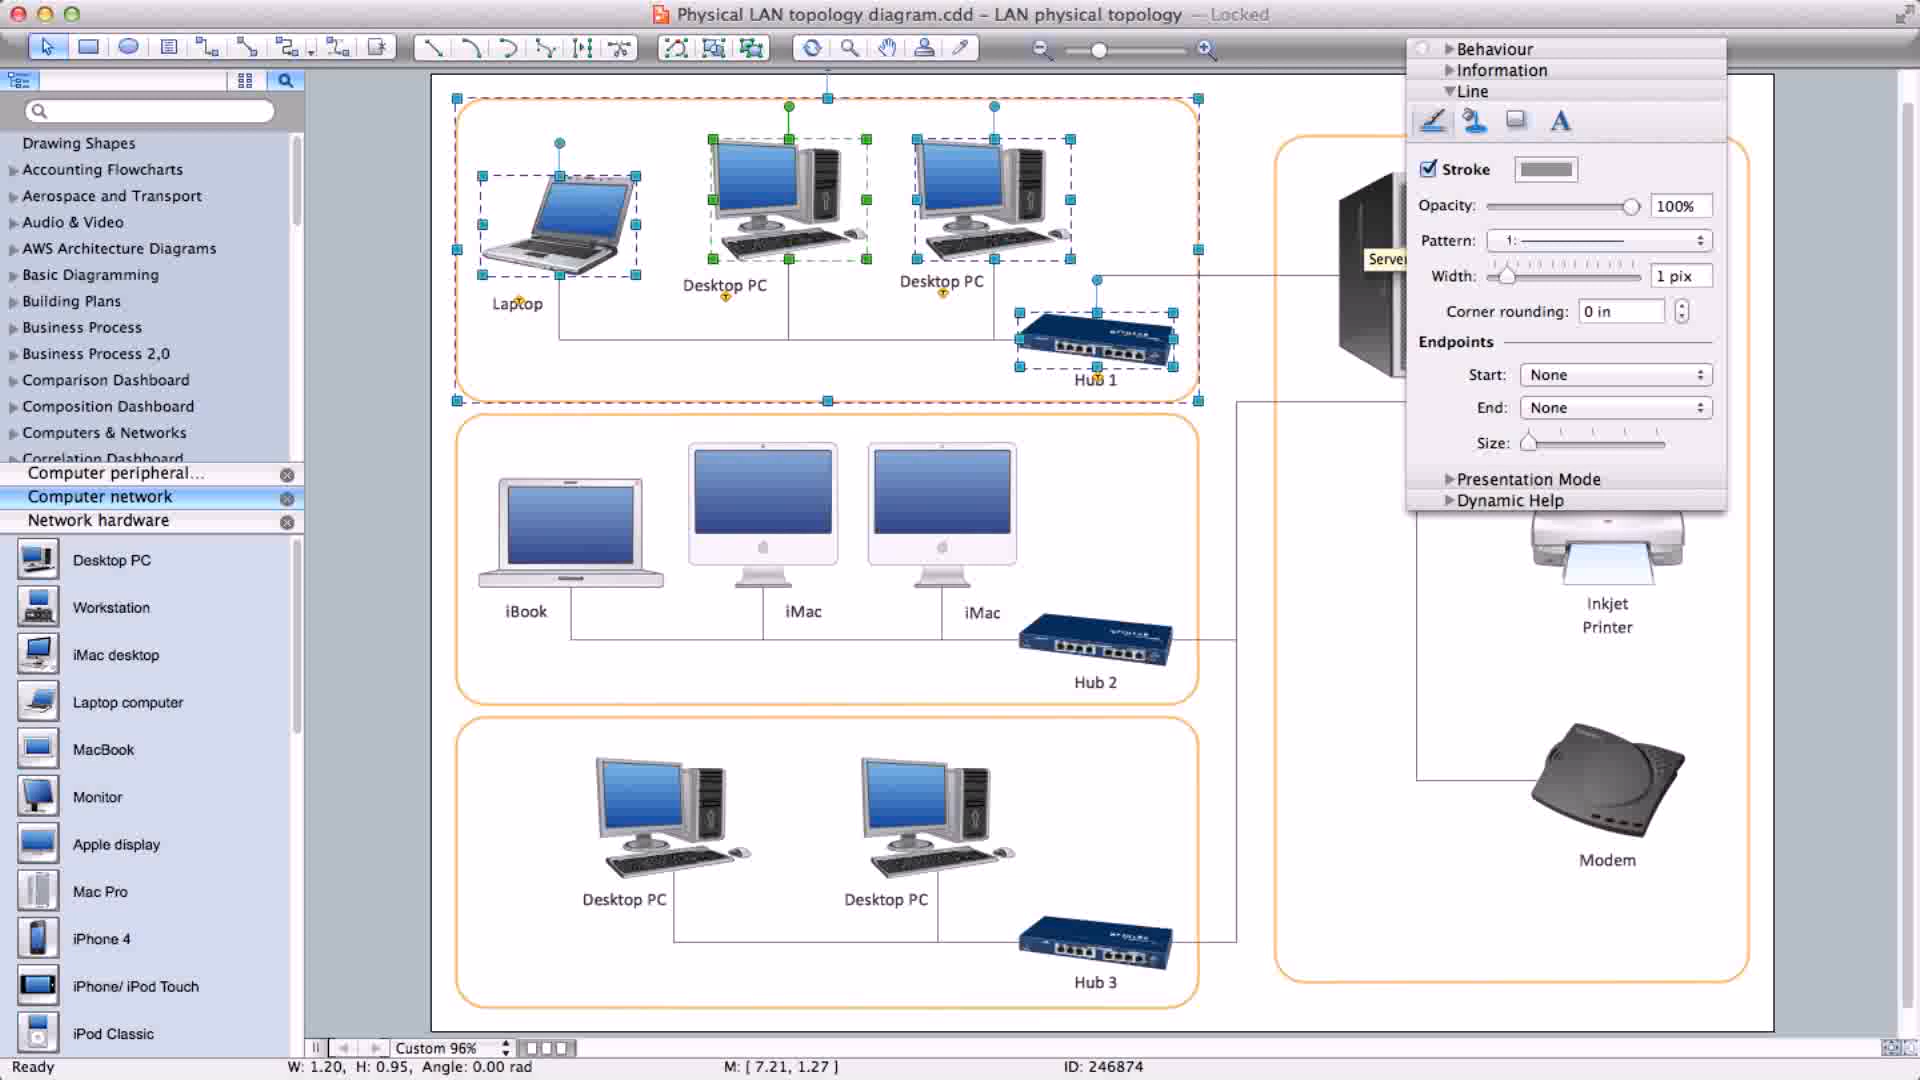 Physical LAN topology diagram.cdd – LAN physical topology — Locked
Drawing Shapes
Accounting Flowcharts
Aerospace and Transport
Audio & Video
AWS Architecture Diagrams
Basic Diagramming
Building Plans
Business Process
Business Process 2,0
Comparison Dashboard
Composition Dashboard
Computers & Networks
Correlation Dashboard
Computer peripheral...
Computer network
Network hardware
Desktop PC
Workstation
iMac desktop
Laptop computer
MacBook
Monitor
Apple display
Mac Pro
iPhone 4
iPhone/ iPod Touch
iPod Classic
Laptop
Desktop PC
Desktop PC
Hub 1
iBook
iMac
iMac
Hub 2
Desktop PC
Desktop PC
Hub 3
Server
Inkjet
Printer
Modem
Behaviour
Information
Line
A
Stroke
Opacity: 100%
Pattern: 1:
Width: 1 pix
Corner rounding: 0 in
Endpoints
Start: None
End: None
Size:
Presentation Mode
Dynamic Help
Custom 96%
Ready
W: 1.20, H: 0.95, Angle: 0.00 rad
M: [ 7.21, 1.27 ]
ID: 246874